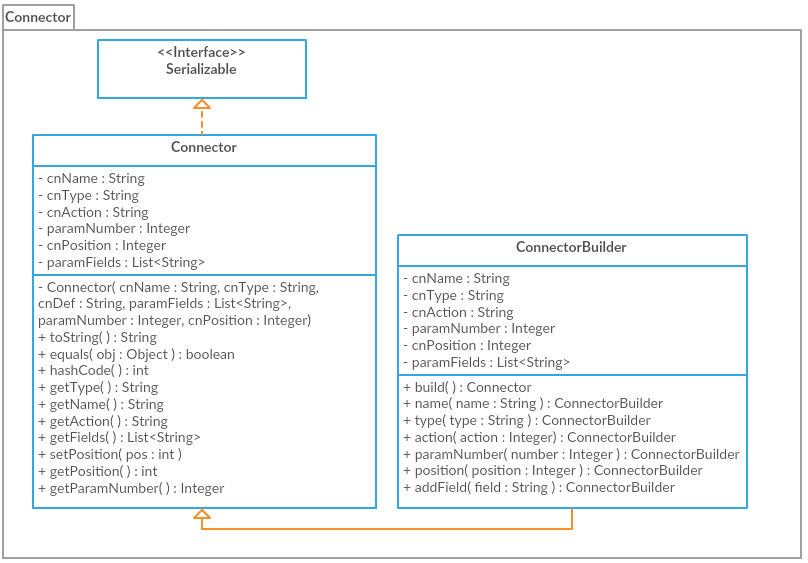 Connector
<<Interface>>
Serializable
Connector
- cnName : String
- cnType : String
- cnAction : String
- paramNumber : Integer
- cnPosition : Integer
- paramFields : List<String>
- Connector( cnName : String, cnType : String,
cnDef : String, paramFields : List<String>,
paramNumber : Integer, cnPosition : Integer)
+ toString( ) : String
+ equals( obj : Object ) : boolean
+ hashCode( ) : int
+ getType( ) : String
+ getName( ) : String
+ getAction( ) : String
+ getFields( ) : List<String>
+ setPosition( pos : int )
+ getPosition( ) : int
+ getParamNumber( ) : Integer
ConnectorBuilder
- cnName : String
- cnType : String
- cnAction : String
- paramNumber : Integer
- cnPosition : Integer
- paramFields : List<String>
+ build( ) : Connector
+ name( name : String ) : ConnectorBuilder
+ type( type : String ) : ConnectorBuilder
+ action( action : Integer) : ConnectorBuilder
+ paramNumber( number : Integer ) : ConnectorBuilder
+ position( position : Integer ) : ConnectorBuilder
+ addField( field : String ) : ConnectorBuilder